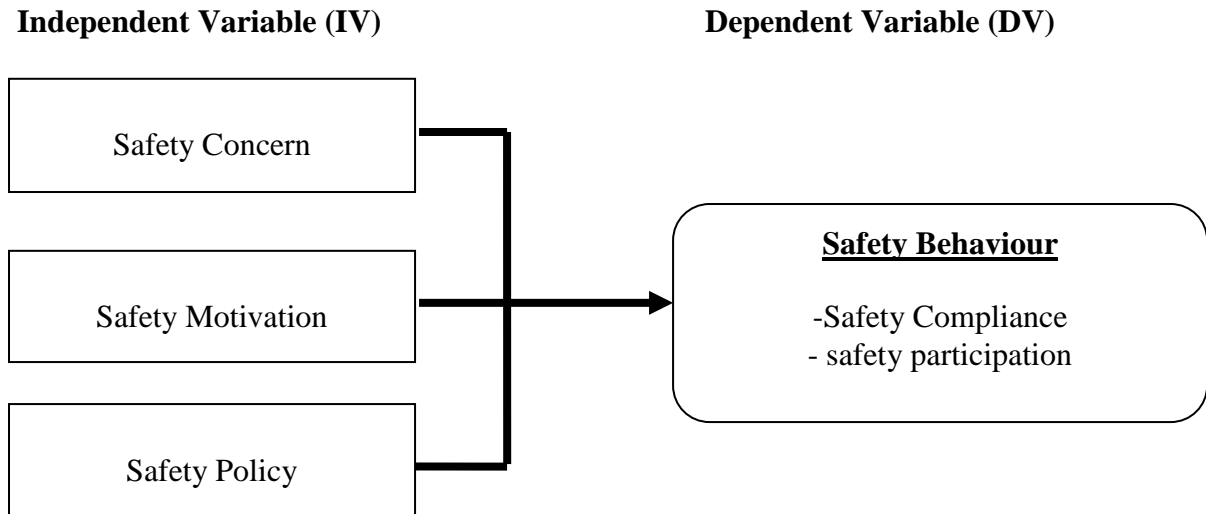 Independent Variable (IV)
Dependent Variable (DV)
Safety Concern
Safety Motivation
Safety Policy
Safety Behaviour
-Safety Compliance
- safety participation